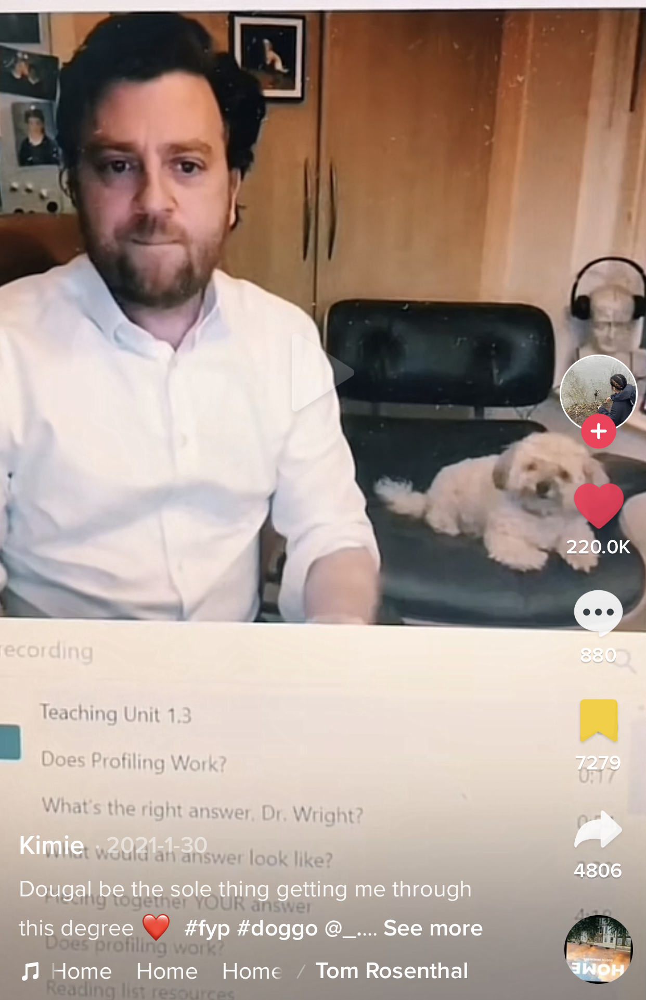 recording
Teaching Unit 1.3
Does Profiling Work?
What's the right answer, Dr. Wright?
What would an answer look like?
Piecing together YOUR answer
Does profiling work?
Reading list resources
220.0K
880
7279
0:17
4806
4:19
Kimie · 2021-1-30
Dougal be the sole thing getting me through
this degree ❤️ #fyp #doggo @_.... See more
Home Home Home / Tom Rosenthal
HOME